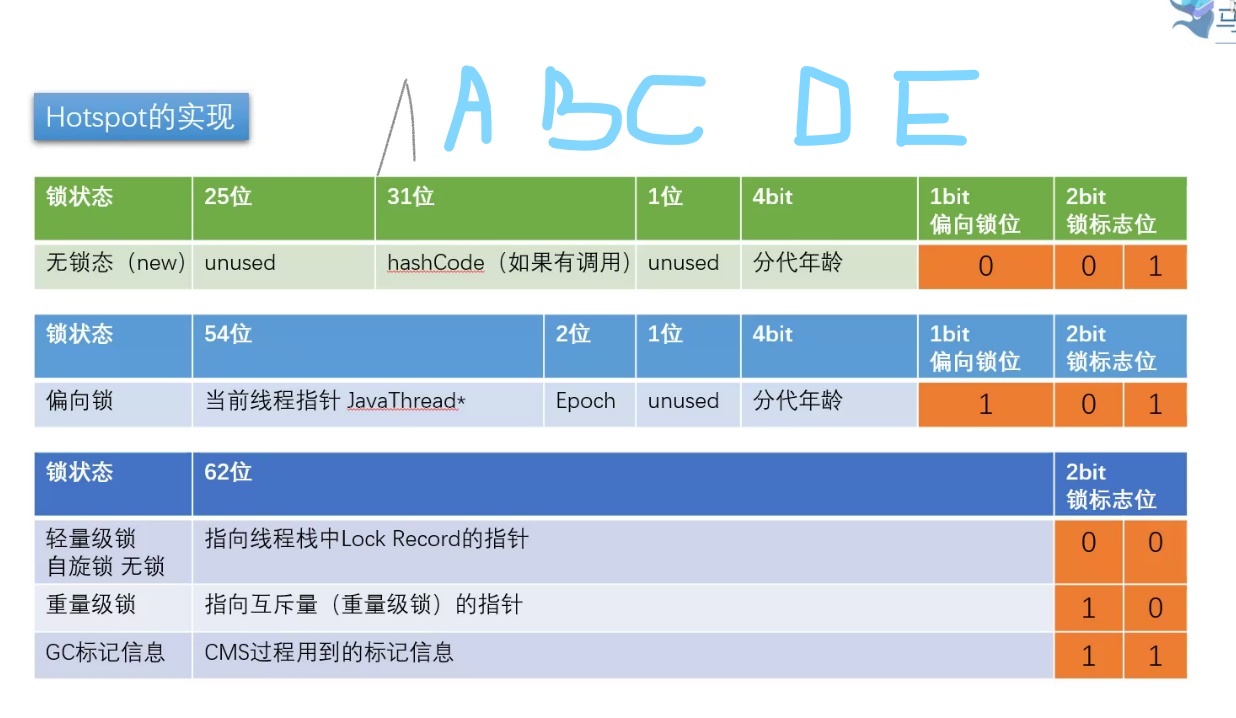 A B C D E
Hotspot的实现
锁状态 25位 31位 1位 4bit 1bit 偏向锁位 2bit 锁标志位
无锁态（new） unused hashCode（如果有调用） unused 分代年龄 0 0 1
锁状态 54位 2位 1位 4bit 1bit 偏向锁位 2bit 锁标志位
偏向锁 当前线程指针 JavaThread* Epoch unused 分代年龄 1 0 1
锁状态 62位 2bit 锁标志位
轻量级锁 自旋锁 无锁 指向线程栈中Lock Record的指针 0 0
重量级锁 指向互斥量（重量级锁）的指针 1 0
GC标记信息 CMS过程用到的标记信息 1 1